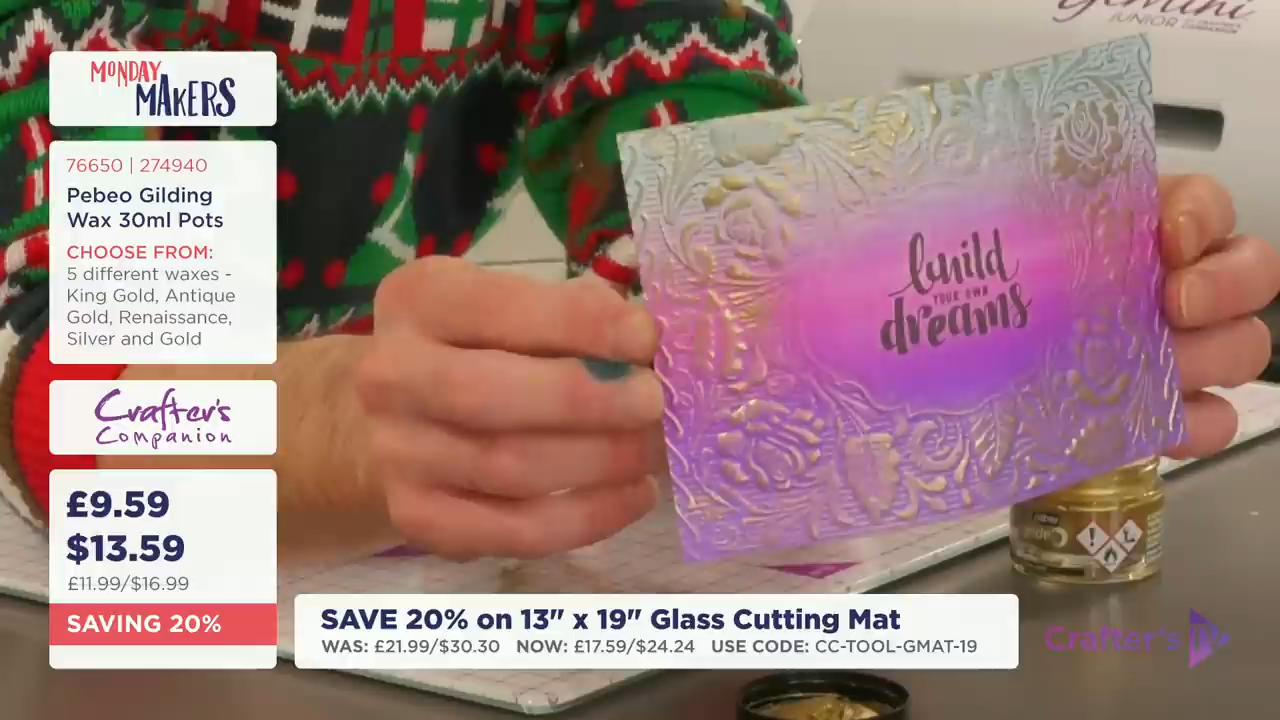 MONDAY
MAKERS
76650 | 274940
Pebeo Gilding
Wax 30ml Pots
CHOOSE FROM:
5 different waxes -
King Gold, Antique
Gold, Renaissance,
Silver and Gold
Crafter's
Companion
£9.59
$13.59
£11.99/$16.99
SAVING 20%
Gemini
JUNIOR
build
YOUR OWN
dreams
SAVE 20% on 13" x 19" Glass Cutting Mat
WAS: £21.99/$30.30 NOW: £17.59/$24.24 USE CODE: CC-TOOL-GMAT-19
Crafter's